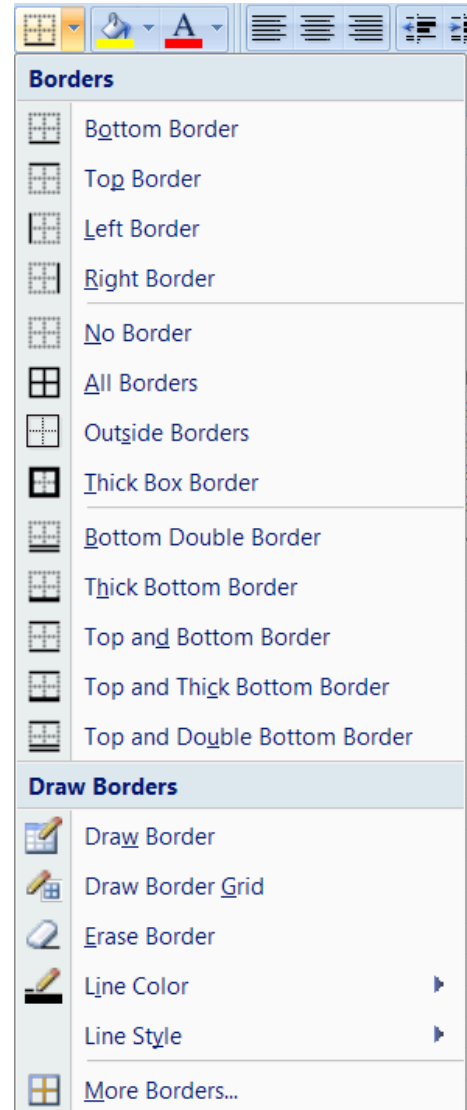 A
Borders
Bottom Border
Top Border
Left Border
Right Border
No Border
All Borders
Outside Borders
Thick Box Border
Bottom Double Border
Thick Bottom Border
Top and Bottom Border
Top and Thick Bottom Border
Top and Double Bottom Border
Draw Borders
Draw Border
Draw Border Grid
Erase Border
Line Color
Line Style
More Borders...